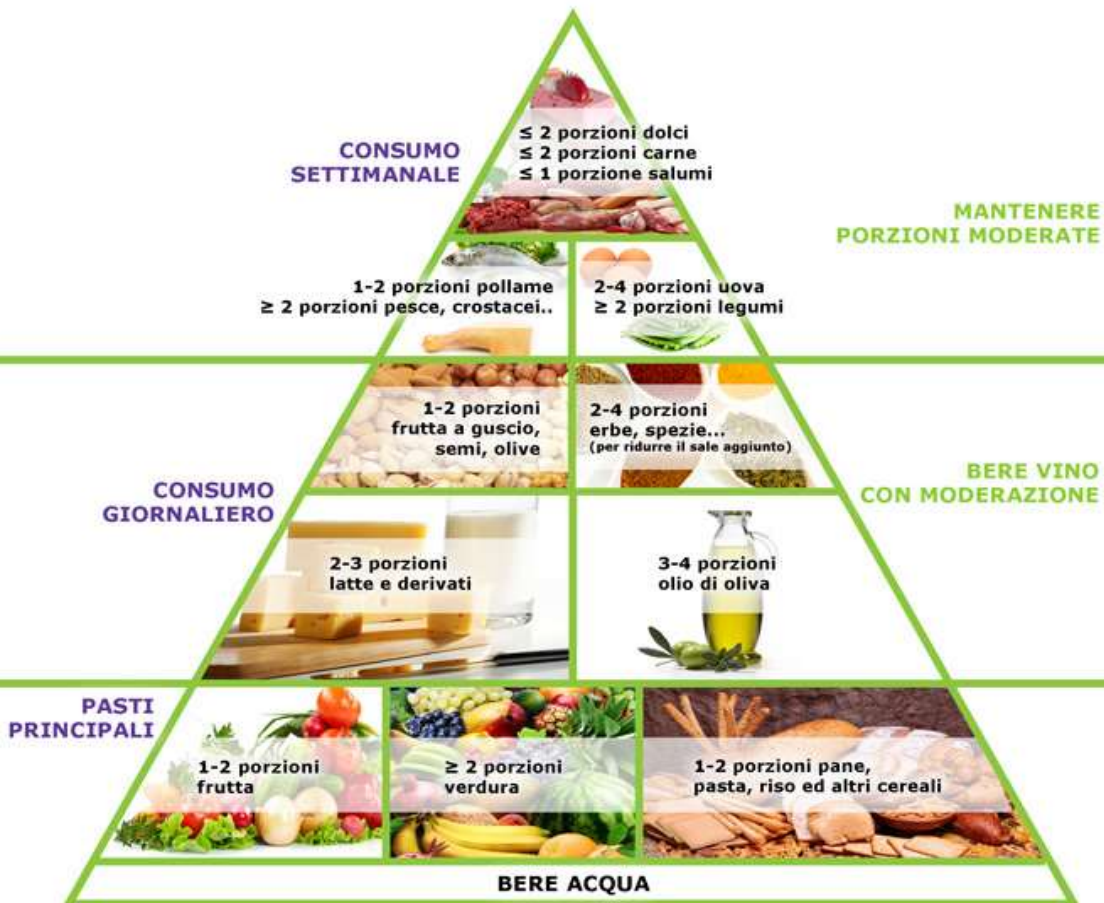 ≤ 2 porzioni dolci
≤ 2 porzioni carne
≤ 1 porzione salumi
CONSUMO
SETTIMANALE
MANTENERE
PORZIONI MODERATE
1-2 porzioni pollame
≥ 2 porzioni pesce, crostacei..
2-4 porzioni uova
≥ 2 porzioni legumi
1-2 porzioni
frutta a guscio,
semi, olive
2-4 porzioni
erbe, spezie...
(per ridurre il sale aggiunto)
CONSUMO
GIORNALIERO
BERE VINO
CON MODERAZIONE
2-3 porzioni
latte e derivati
3-4 porzioni
olio di oliva
PASTI
PRINCIPALI
1-2 porzioni
frutta
≥ 2 porzioni
verdura
1-2 porzioni pane,
pasta, riso ed altri cereali
BERE ACQUA